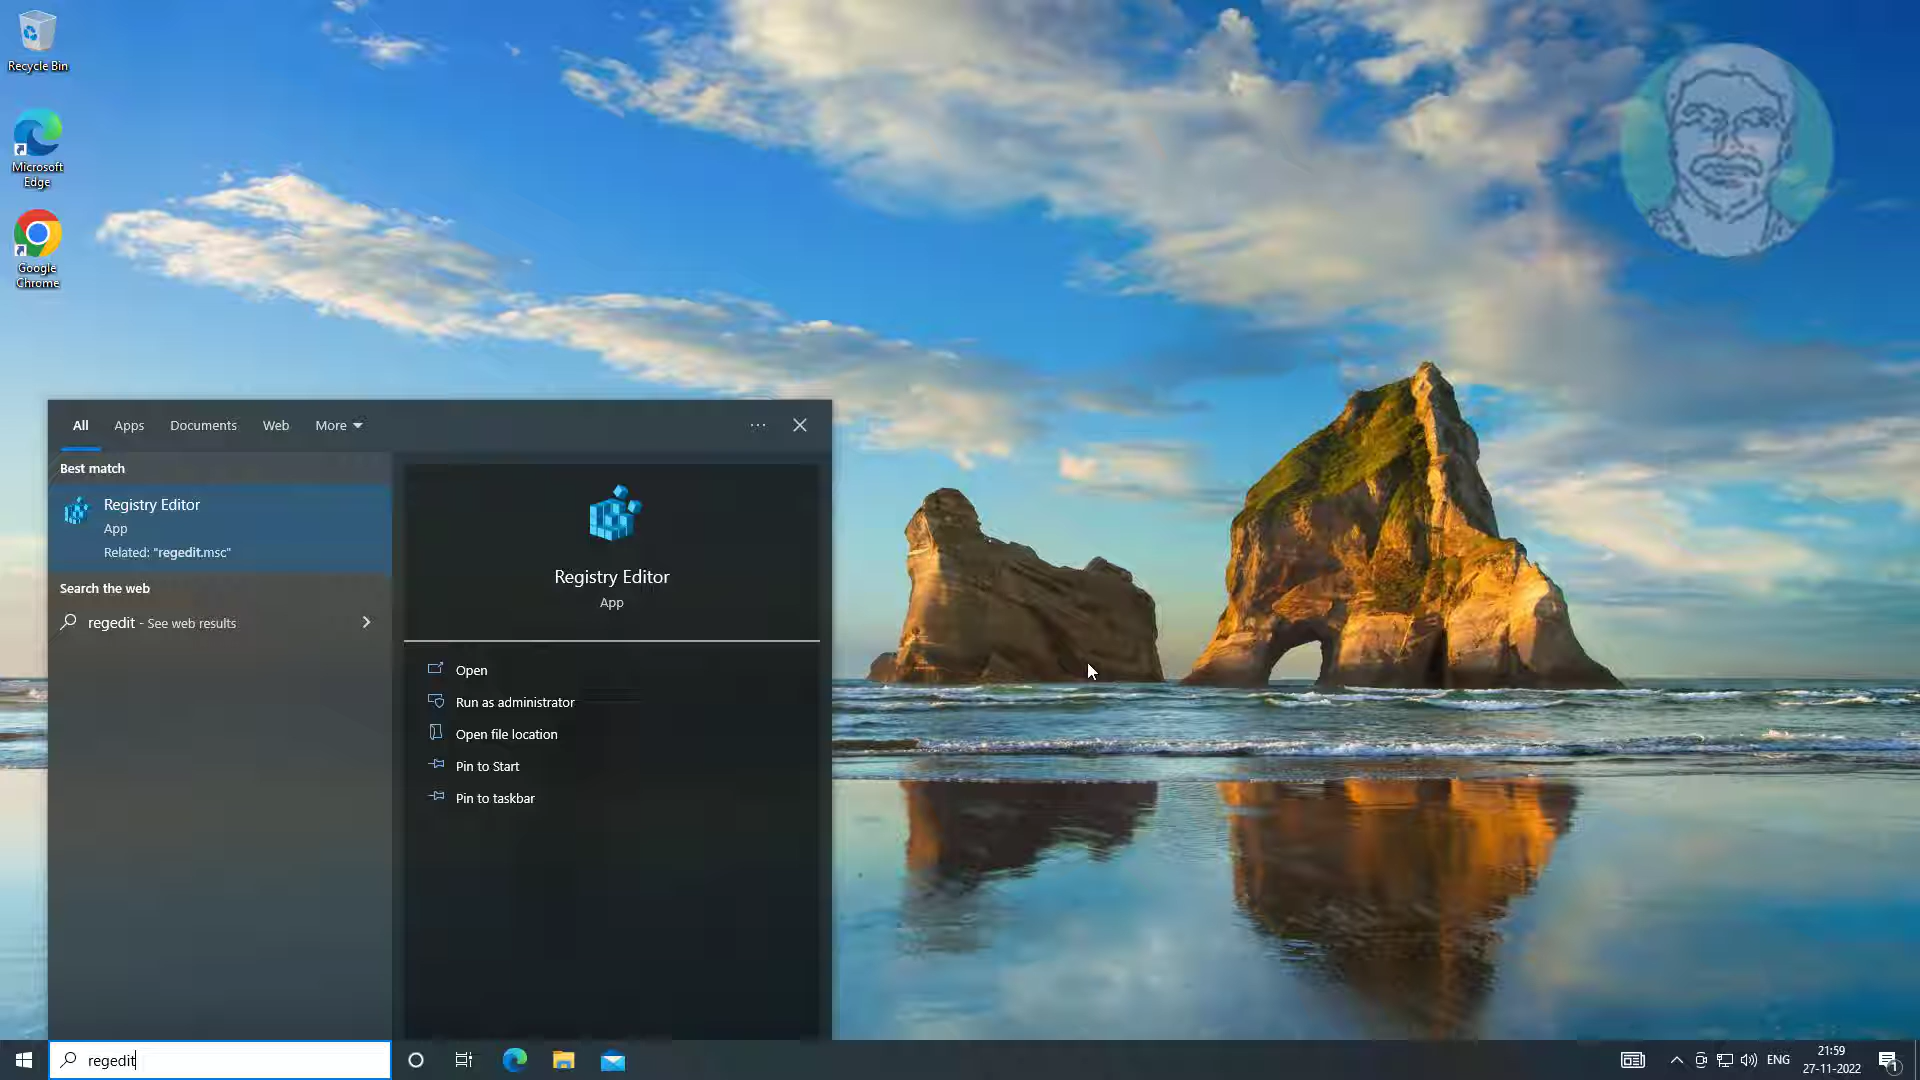 Recycle Bin
Microsoft
Edge
Google
Chrome
All Apps Documents Web More
Best match
Registry Editor
App
Related: "regedit.msc"
Search the web
regedit - See web results
Registry Editor
App
Open
Run as administrator
Open file location
Pin to Start
Pin to taskbar
regedit
ENG
21:59
27-11-2022
1